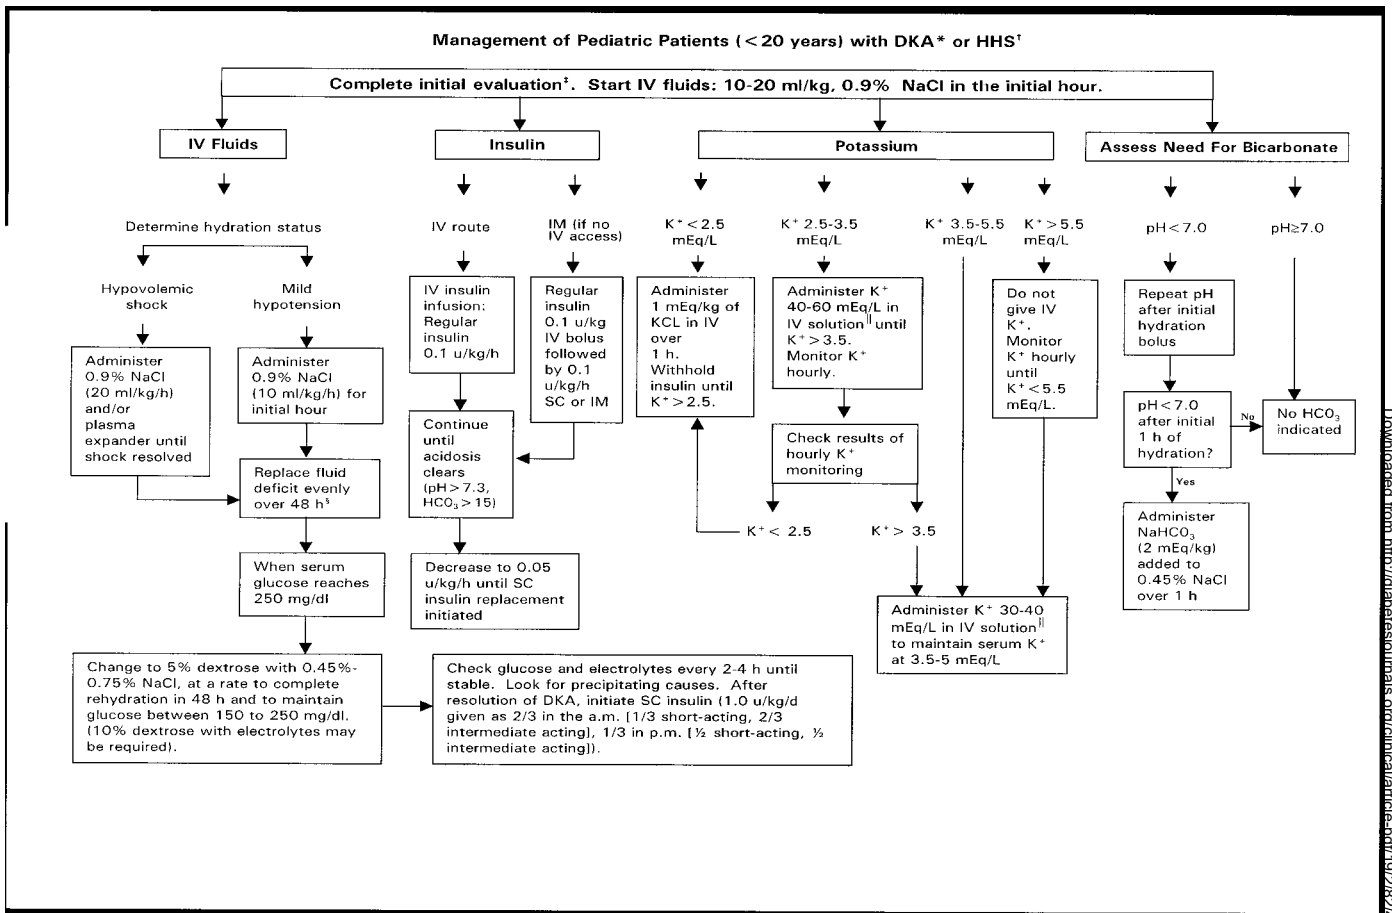 Management of Pediatric Patients (<20 years) with DKA* or HHS†
Complete initial evaluation‡. Start IV fluids: 10-20 ml/kg, 0.9% NaCl in the initial hour.
IV Fluids
Determine hydration status
Hypovolemic
shock
Administer
0.9% NaCl
(20 ml/kg/h)
and/or
plasma
expander until
shock resolved
Mild
hypotension
Administer
0.9% NaCl
(10 ml/kg/h) for
initial hour
Replace fluid
deficit evenly
over 48 h§
When serum
glucose reaches
250 mg/dl
Change to 5% dextrose with 0.45%-
0.75% NaCl, at a rate to complete
rehydration in 48 h and to maintain
glucose between 150 to 250 mg/dl.
(10% dextrose with electrolytes may
be required).
Check glucose and electrolytes every 2-4 h until
stable. Look for precipitating causes. After
resolution of DKA, initiate SC insulin (1.0 u/kg/d
given as 2/3 in the a.m. [1/3 short-acting, 2/3
intermediate acting], 1/3 in p.m. [½ short-acting, ½
intermediate acting]).
Insulin
IV route
IV insulin
infusion:
Regular
insulin
0.1 u/kg/h
IM (if no
IV access)
Regular
insulin
0.1 u/kg
IV bolus
followed
by 0.1
u/kg/h
SC or IM
Continue
until
acidosis
clears
(pH>7.3,
HCO₃>15)
Decrease to 0.05
u/kg/h until SC
insulin replacement
initiated
Potassium
K⁺<2.5
mEq/L
Administer
1 mEq/kg of
KCL in IV
over
1 h.
Withhold
insulin until
K⁺>2.5.
K⁺ 2.5-3.5
mEq/L
Administer K⁺
40-60 mEq/L in
IV solution‖ until
K⁺>3.5.
Monitor K⁺
hourly.
Check results of
hourly K⁺
monitoring
K⁺< 2.5
K⁺> 3.5
K⁺ 3.5-5.5
mEq/L
K⁺>5.5
mEq/L
Do not
give IV
K⁺.
Monitor
K⁺ hourly
until
K⁺<5.5
mEq/L.
Administer K⁺ 30-40
mEq/L in IV solution‖
to maintain serum K⁺
at 3.5-5 mEq/L
Assess Need For Bicarbonate
pH<7.0
Repeat pH
after initial
hydration
bolus
pH<7.0
after initial
1 h of
hydration?
No
Yes
Administer
NaHCO₃
(2 mEq/kg)
added to
0.45% NaCl
over 1 h
pH≥7.0
No HCO₃
indicated